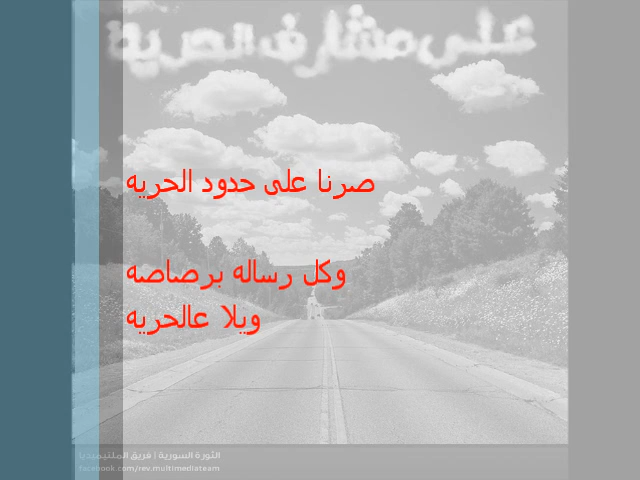 على مشارف الحرية
صرنا على حدود الحريه
وكل رساله برصاصه
ويلا عالحريه
الثورة السورية | فريق الملتيميديا
facebook.com/rev.multimediateam